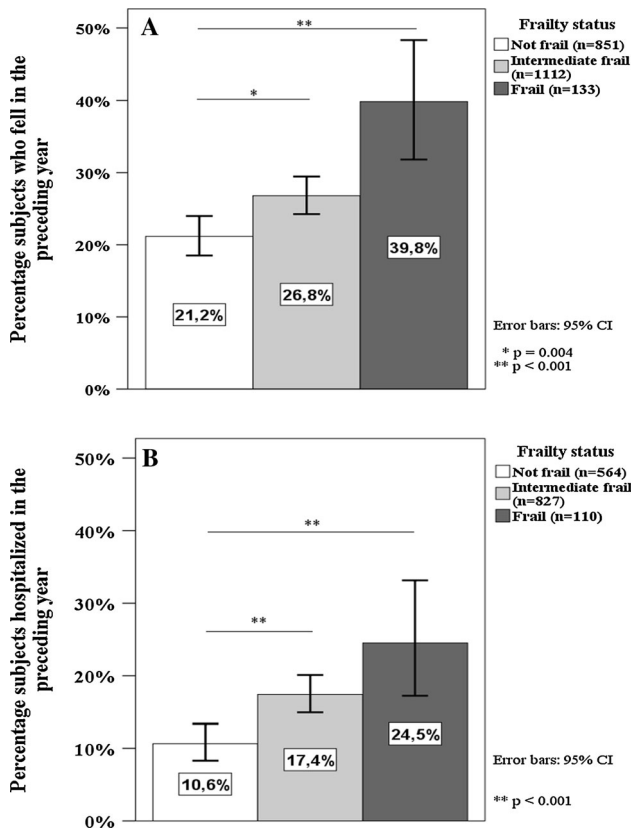 A
Percentage subjects who fell in the
preceding year
50%
40%
30%
20%
10%
0%
**
*
21,2%
26,8%
39,8%
Frailty status
Not frail (n=851)
Intermediate frail
(n=1112)
Frail (n=133)
Error bars: 95% CI
* p = 0.004
** p < 0.001
B
Percentage subjects hospitalized in the
preceding year
50%
40%
30%
20%
10%
0%
**
**
10,6%
17,4%
24,5%
Frailty status
Not frail (n=564)
Intermediate frail
(n=827)
Frail (n=110)
Error bars: 95% CI
** p < 0.001